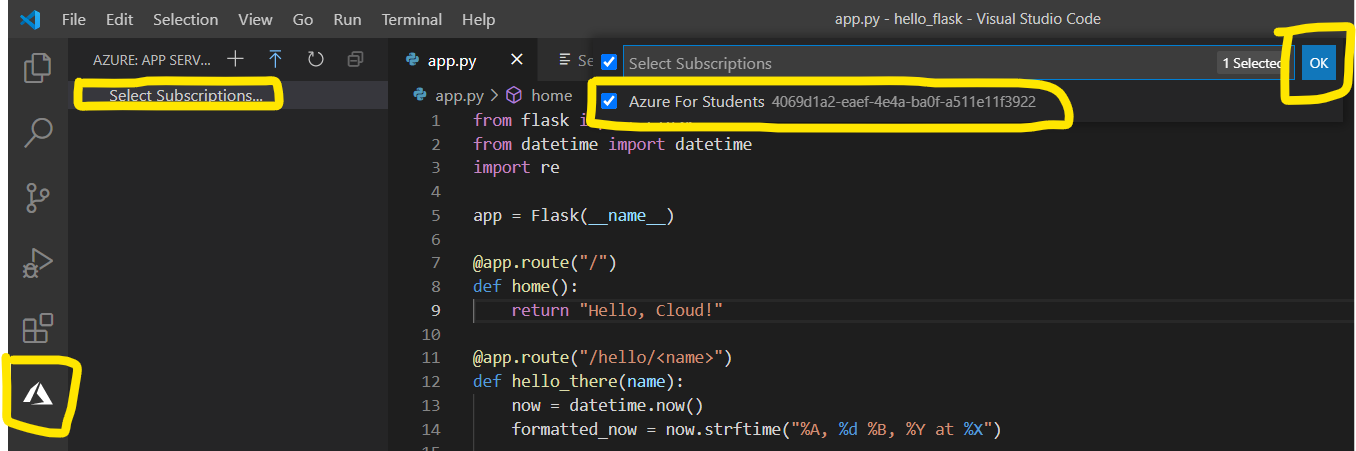 File Edit Selection View Go Run Terminal Help
app.py - hello_flask - Visual Studio Code
AZURE: APP SERV...
Select Subscriptions...
app.py
Se
Select Subscriptions
1 Selected
OK
Azure For Students 4069d1a2-eaef-4e4a-ba0f-a511e11f3922
app.py > home
1 from flask
2 from datetime import datetime
3 import re
4
5 app = Flask(__name__)
6
7 @app.route("/")
8 def home():
9 return "Hello, Cloud!"
10
11 @app.route("/hello/<name>")
12 def hello_there(name):
13 now = datetime.now()
14 formatted_now = now.strftime("%A, %d %B, %Y at %X")